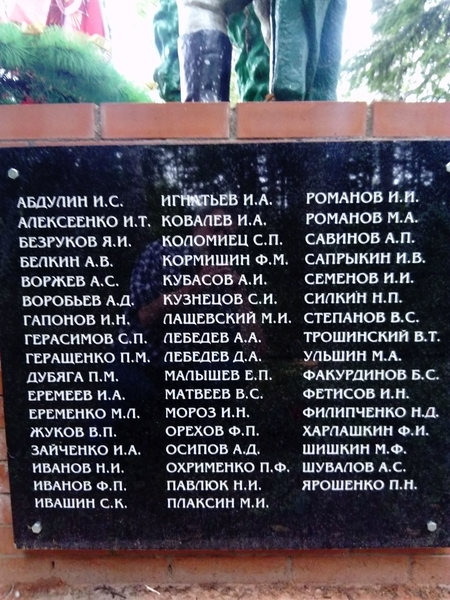 АБДУЛИН И.С.
АЛЕКСЕЕНКО И.Т.
БЕЗРУКОВ Я.И.
БЕЛКИН А.В.
ВОРЖЕВ А.С.
ВОРОБЬЕВ А.Д.
ГАПОНОВ И.Н.
ГЕРАСИМОВ С.П.
ГЕРАЩЕНКО П.М.
ДУБЯГА П.М.
ЕРЕМЕЕВ И.А.
ЕРЕМЕНКО М.Л.
ЖУКОВ В.П.
ЗАЙЧЕНКО И.А.
ИВАНОВ Н.И.
ИВАНОВ Ф.П.
ИВАШИН С.К.
ИГНАТЬЕВ И.А.
КОВАЛЕВ И.А.
КОЛОМИЕЦ С.П.
КОРМИШИН Ф.М.
КУБАСОВ А.И.
КУЗНЕЦОВ С.И.
ЛАЩЕВСКИЙ М.И.
ЛЕБЕДЕВ А.А.
ЛЕБЕДЕВ Д.А.
МАЛЫШЕВ Е.П.
МАТВЕЕВ В.С.
МОРОЗ И.Н.
ОРЕХОВ Ф.П.
ОСИПОВ А.Д.
ОХРИМЕНКО П.Ф.
ПАВЛЮК Н.И.
ПЛАКСИН М.И.
РОМАНОВ И.И.
РОМАНОВ М.А.
САВИНОВ А.П.
САПРЫКИН И.В.
СЕМЕНОВ И.И.
СИЛКИН Н.П.
СТЕПАНОВ В.С.
ТРОШИНСКИЙ В.Т.
УЛЬШИН М.А.
ФАКУРДИНОВ Б.С.
ФЕТИСОВ И.Н.
ФИЛИПЧЕНКО Н.Д.
ХАРЛАШКИН Ф.И.
ШИШКИН М.Ф.
ШУВАЛОВ А.С.
ЯРОШЕНКО П.Н.